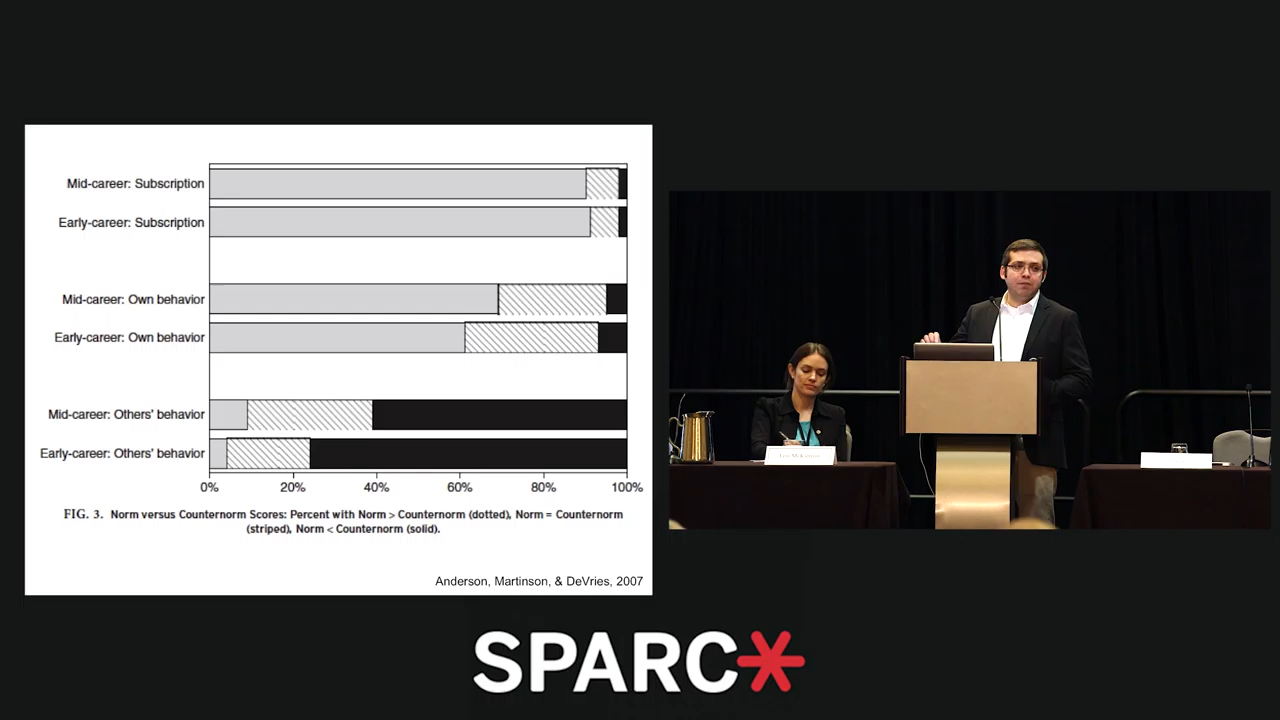 Mid-career: Subscription
Early-career: Subscription
Mid-career: Own behavior
Early-career: Own behavior
Mid-career: Others' behavior
Early-career: Others' behavior
0% 20% 40% 60% 80% 100%
FIG. 3. Norm versus Counternorm Scores: Percent with Norm > Counternorm (dotted), Norm = Counternorm
(striped), Norm < Counternorm (solid).
Anderson, Martinson, & DeVries, 2007
SPARC